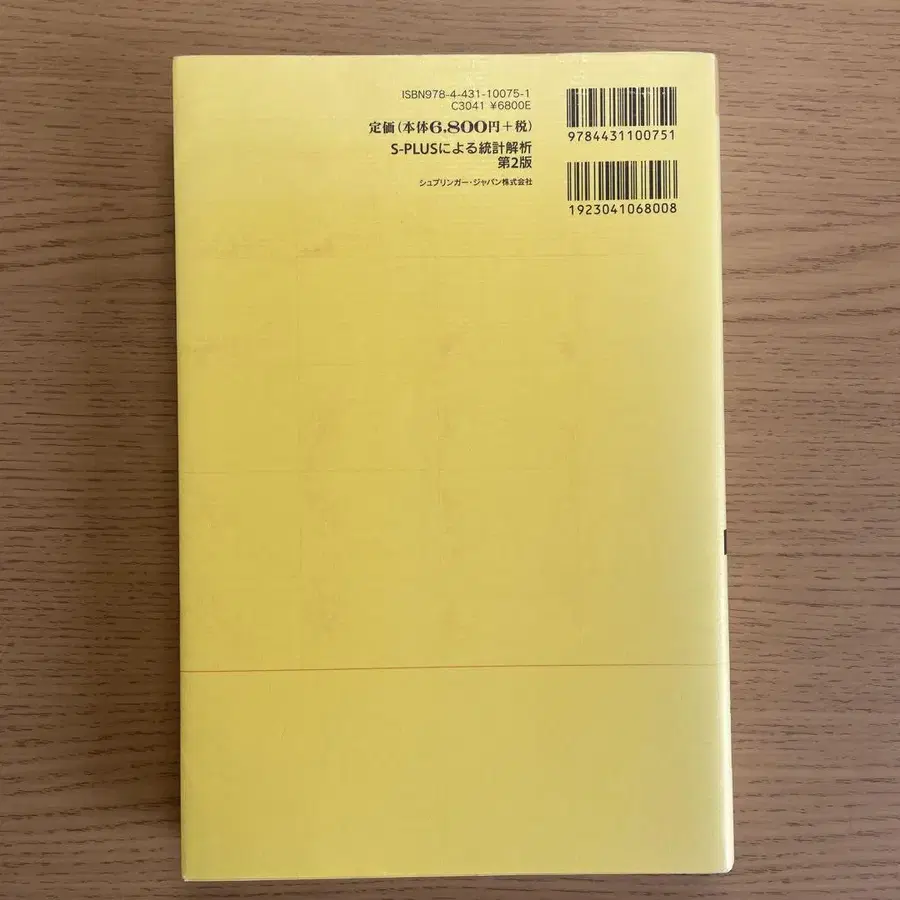 ISBN978-4-431-10075-1
C3041 ¥6800E
定価(本体6,800円+税)
S-PLUSによる統計解析
第2版
シュプリンガー・ジャパン株式会社
9784431100751
1923041068008